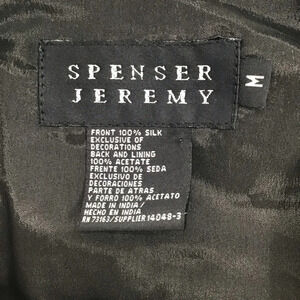 SPENSER
JEREMY
M
FRONT 100% SILK
EXCLUSIVE OF
DECORATIONS
BACK AND LINING
100% ACETATE
FRENTE 100% SEDA
EXCLUSIVO DE
DECORACIONES
PARTE DE ATRAS
Y FORRO 100% ACETATO
MADE IN INDIA/
HECHO EN INDIA
RN 73163/SUPPLIER 14048-3